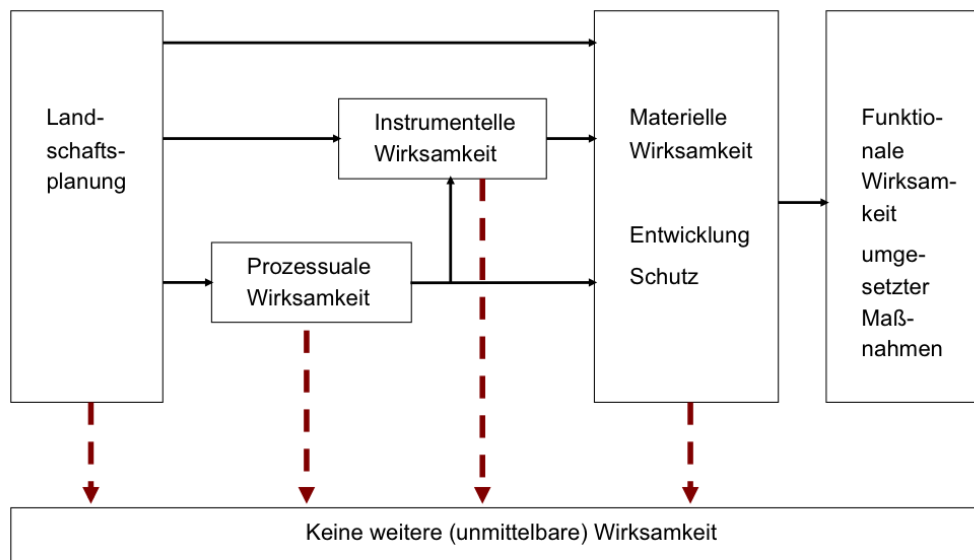 Land-
schafts-
planung
Instrumentelle
Wirksamkeit
Prozessuale
Wirksamkeit
Materielle
Wirksamkeit
Entwicklung
Schutz
Funktio-
nale
Wirksam-
keit
umge-
setzter
Maß-
nahmen
Keine weitere (unmittelbare) Wirksamkeit